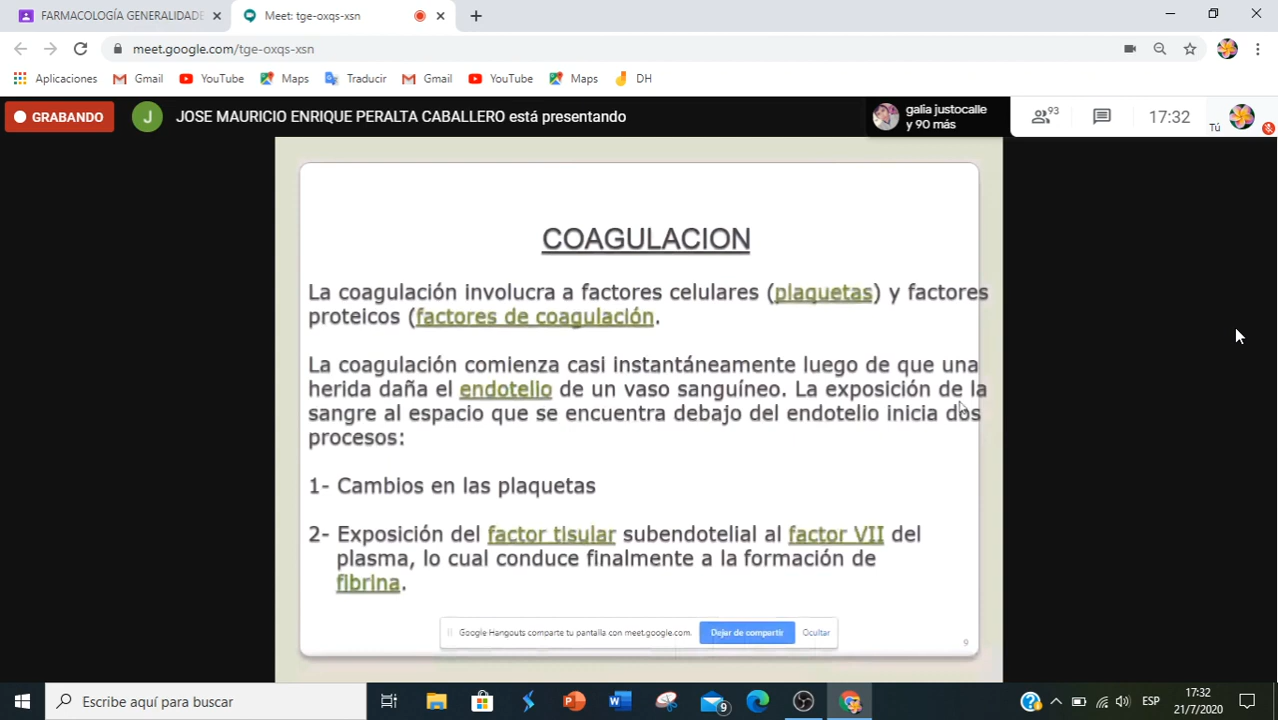 FARMACOLOGÍA GENERALIDADE
Meet: tge-oxqs-xsn
meet.google.com/tge-oxqs-xsn
Aplicaciones Gmail YouTube Maps Traducir Gmail YouTube Maps DH
GRABANDO J JOSE MAURICIO ENRIQUE PERALTA CABALLERO está presentando
galia justocalle
y 90 más
93
17:32
Tú
COAGULACION
La coagulación involucra a factores celulares (plaquetas) y factores
proteicos (factores de coagulación.
La coagulación comienza casi instantáneamente luego de que una
herida daña el endotelio de un vaso sanguíneo. La exposición de la
sangre al espacio que se encuentra debajo del endotelio inicia dos
procesos:
1- Cambios en las plaquetas
2- Exposición del factor tisular subendotelial al factor VII del
plasma, lo cual conduce finalmente a la formación de
fibrina.
Google Hangouts comparte tu pantalla con meet.google.com. Dejar de compartir Ocultar
9
Escribe aquí para buscar
9
ESP
17:32
21/7/2020